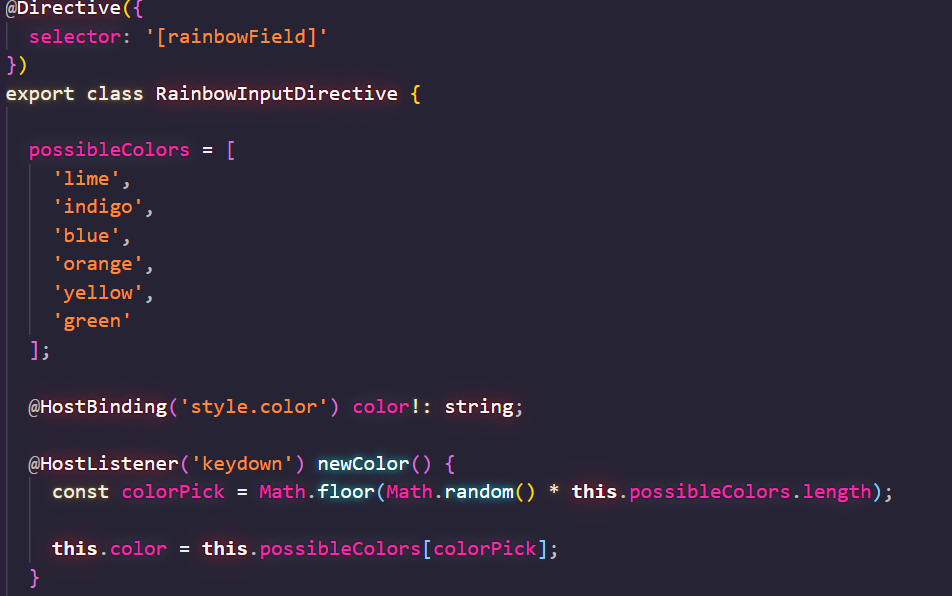 @Directive({
  selector: '[rainbowField]'
})
export class RainbowInputDirective {
  possibleColors = [
    'lime',
    'indigo',
    'blue',
    'orange',
    'yellow',
    'green'
  ];
  @HostBinding('style.color') color!: string;
  @HostListener('keydown') newColor() {
    const colorPick = Math.floor(Math.random() * this.possibleColors.length);
    this.color = this.possibleColors[colorPick];
  }